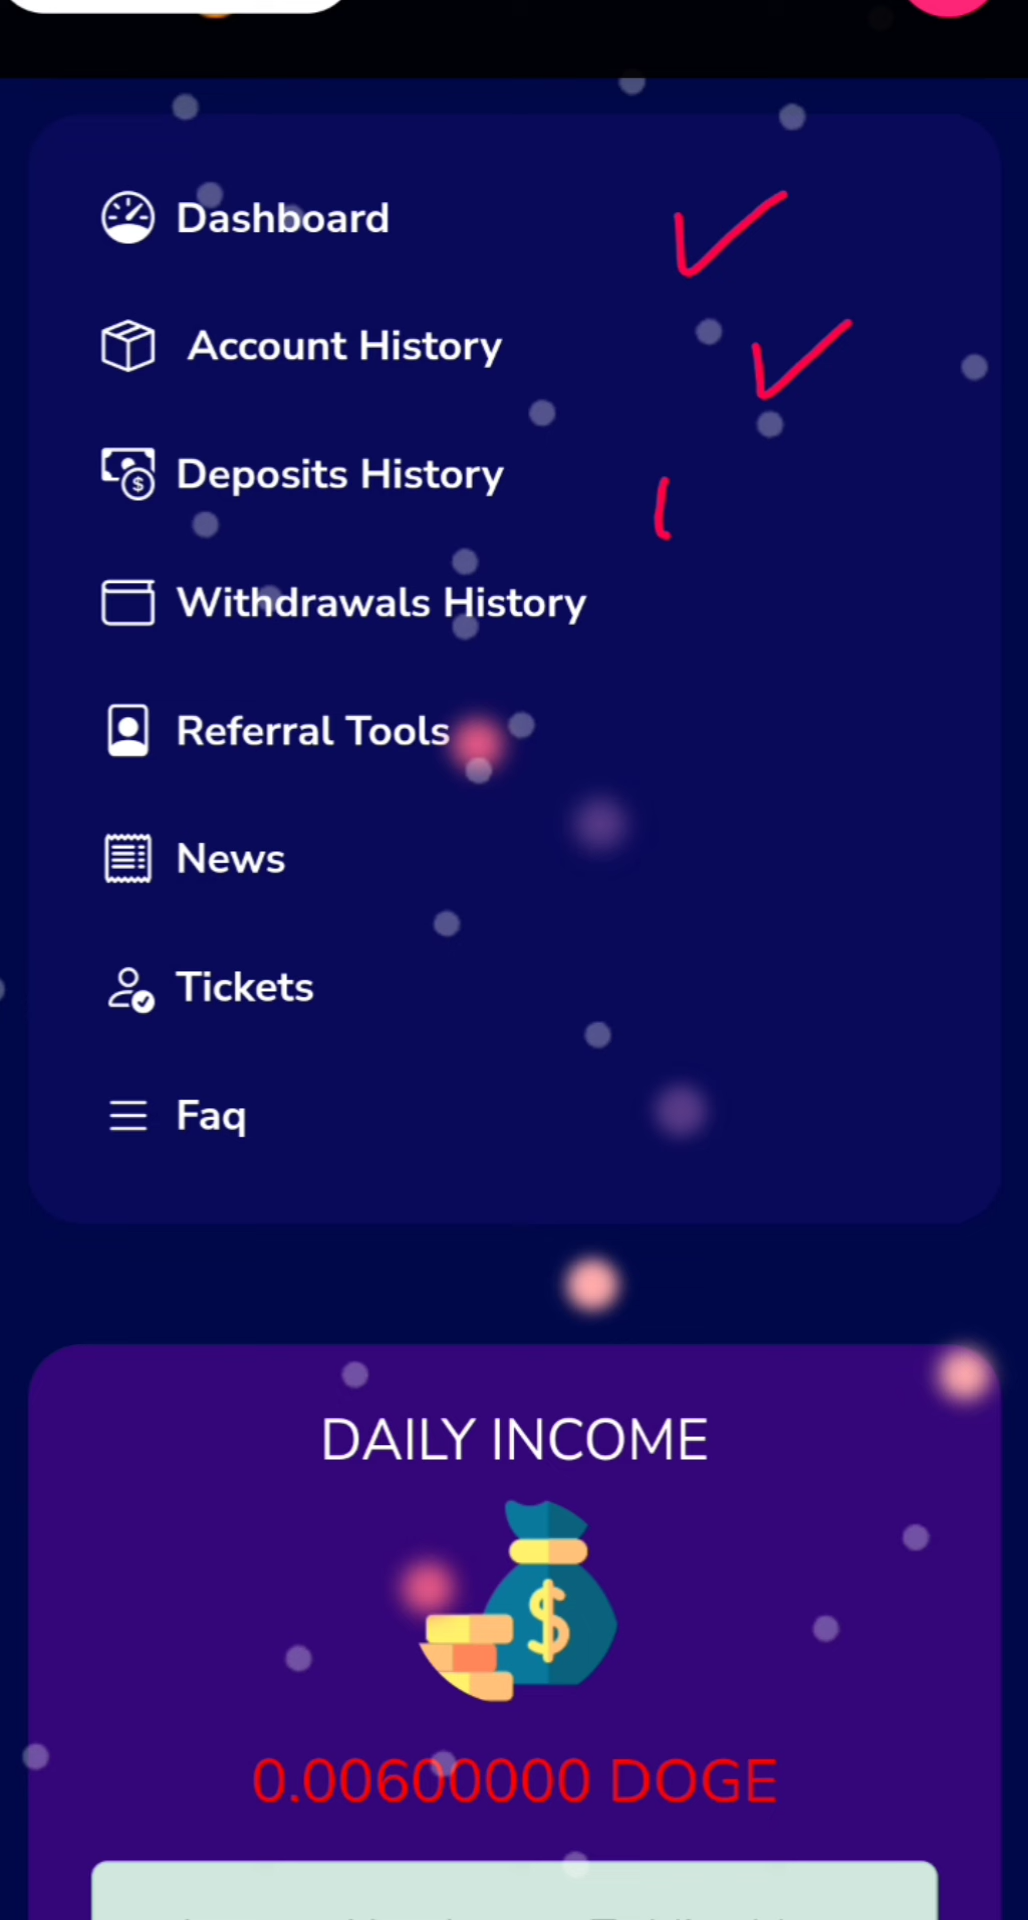 Dashboard
Account History
Deposits History
Withdrawals History
Referral Tools
News
Tickets
Faq
DAILY INCOME
0.00600000 DOGE